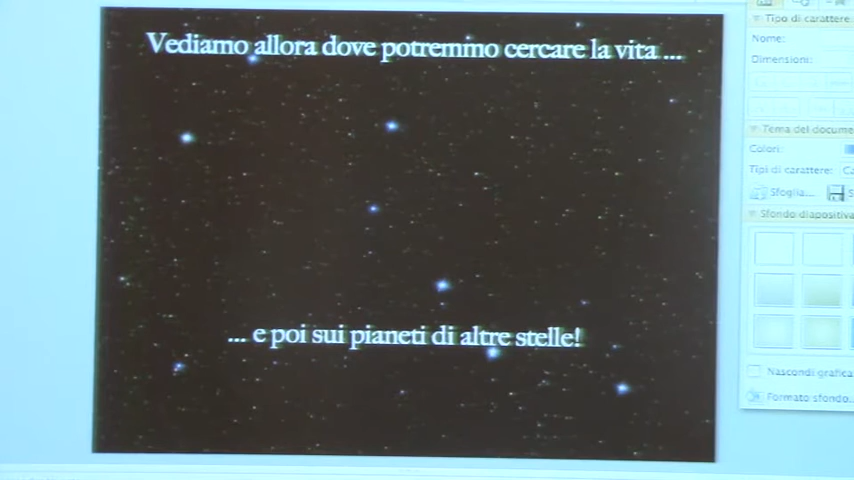 Vediamo allora dove potremmo cercare la vita ...
... e poi sui pianeti di altre stelle!
Tipo di carattere:
Nome:
Dimensioni:
Tema del docume
Colori:
Tipi di carattere: Ca
Sfoglia... S
Sfondo diapositiva
Nascondi grafica
Formato sfondo..